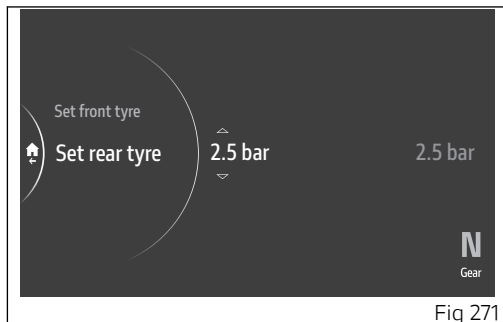 Set front tyre
Set rear tyre
2.5 bar
2.5 bar
N
Gear
Fig 271